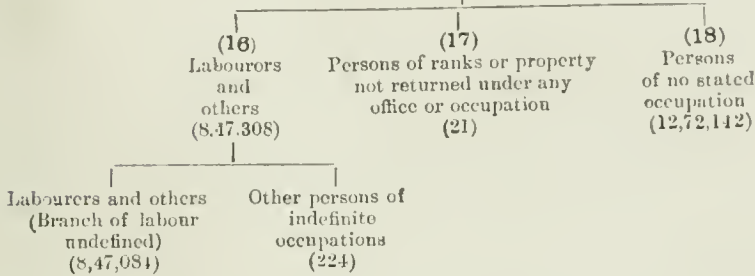 (16)
Labourors
and
others
(8.47.308)
(17)
Persons of ranks or property
not returned under any
office or occupation
(21)
(18)
Persons
of no stated
occupation
(12,72,142)
Labourers and others
(Branch of labour
undefined)
(8,47,084)
Other persons of
indefinite
occupations
(224)